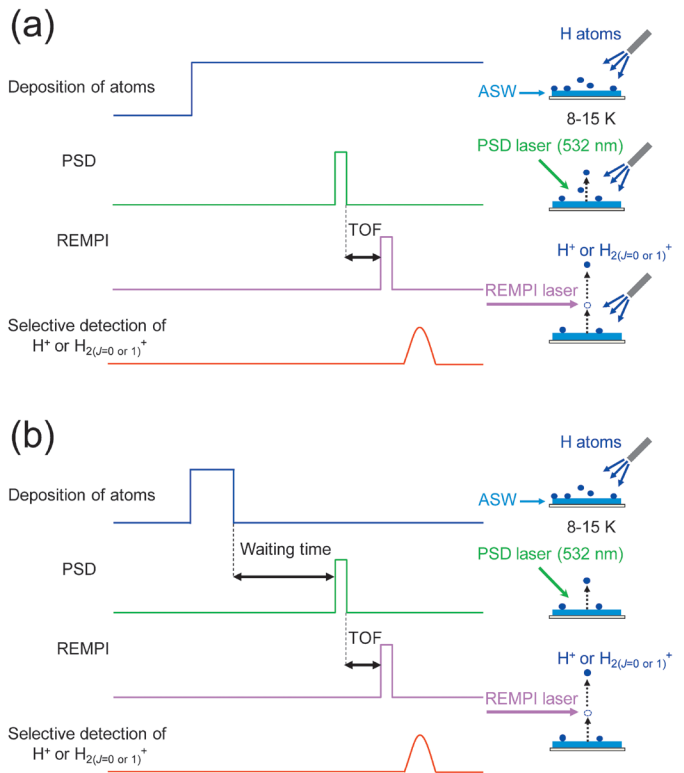 (a)
H atoms
Deposition of atoms
ASW
8-15 K
PSD
PSD laser (532 nm)
TOF
REMPI
H⁺ or H₂₍J₌₀ or ₁₎⁺
REMPI laser
Selective detection of
H⁺ or H₂₍J₌₀ or ₁₎⁺
(b)
H atoms
Deposition of atoms
ASW
8-15 K
Waiting time
PSD laser (532 nm)
PSD
TOF
REMPI
H⁺ or H₂₍J₌₀ or ₁₎⁺
REMPI laser
Selective detection of
H⁺ or H₂₍J₌₀ or ₁₎⁺